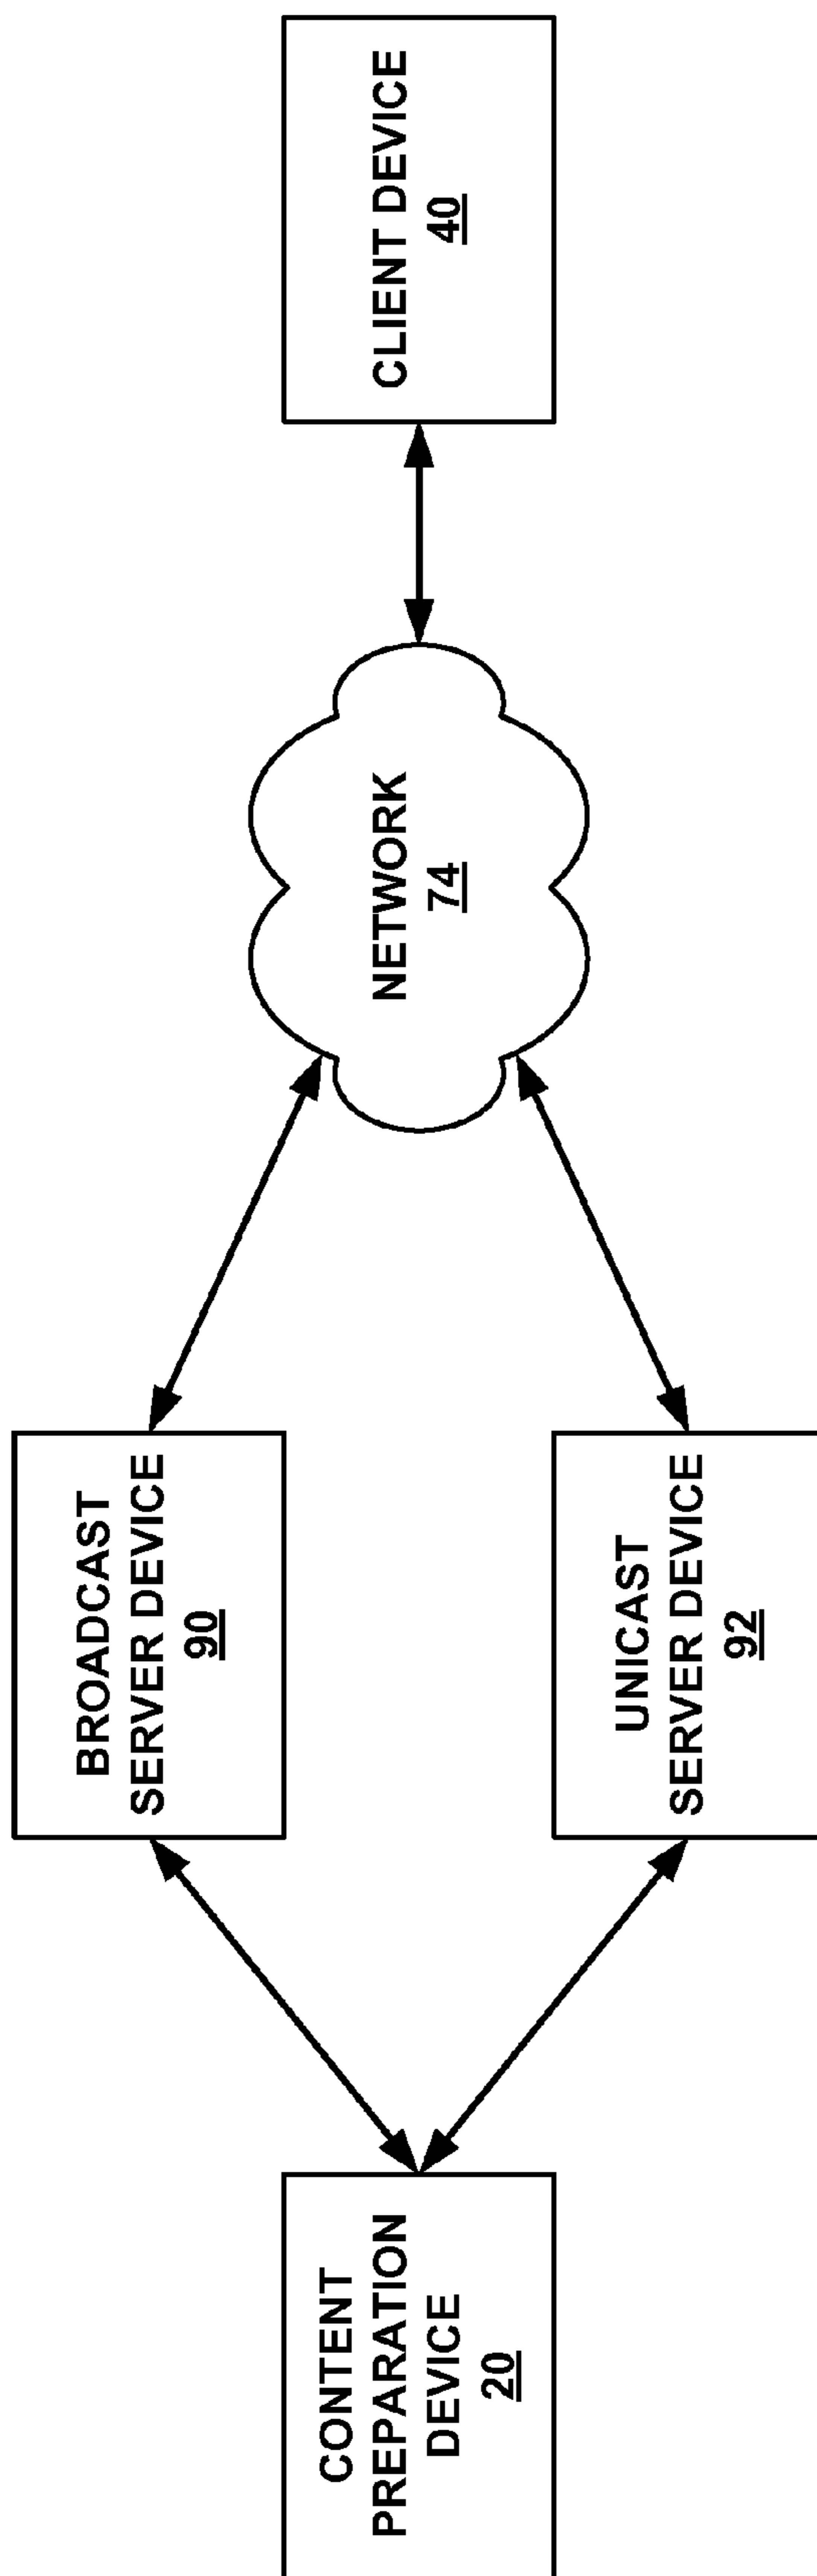 CONTENT
PREPARATION
DEVICE
20
BROADCAST
SERVER DEVICE
90
UNICAST
SERVER DEVICE
92
NETWORK
74
CLIENT DEVICE
40